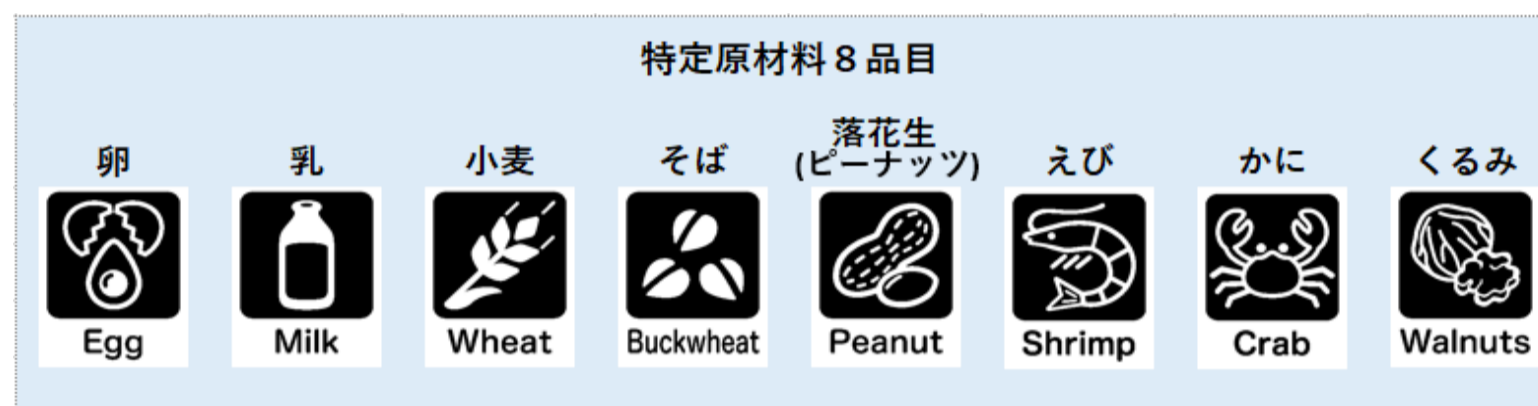 特定原材料８品目
卵
乳
小麦
そば
落花生
(ピーナッツ)
えび
かに
くるみ
Egg
Milk
Wheat
Buckwheat
Peanut
Shrimp
Crab
Walnuts